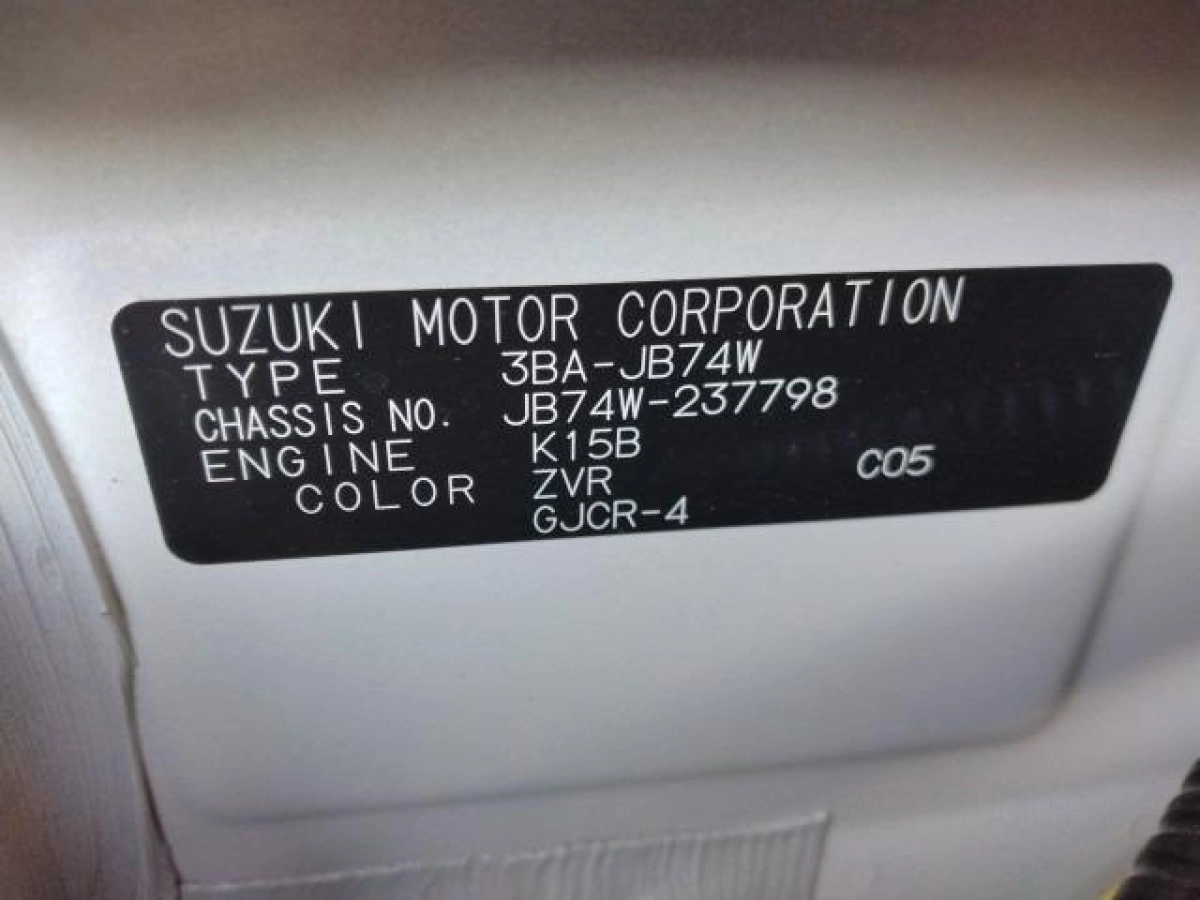 SUZUKI MOTOR CORPORATION
TYPE 3BA-JB74W
CHASSIS NO. JB74W-237798
ENGINE K15B
COLOR ZVR C05
GJCR-4